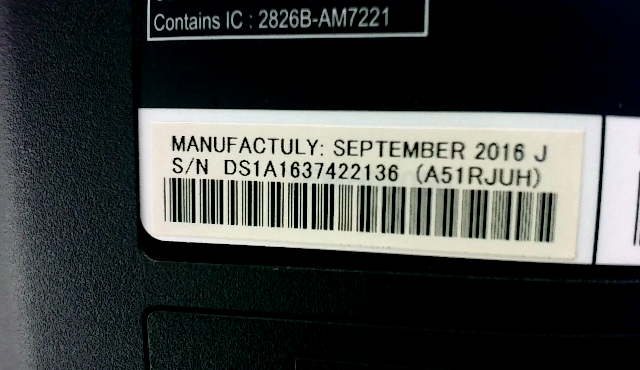 Contains IC : 2826B-AM7221
MANUFACTULY: SEPTEMBER 2016 J
S/N DS1A1637422136 (A51RJUH)